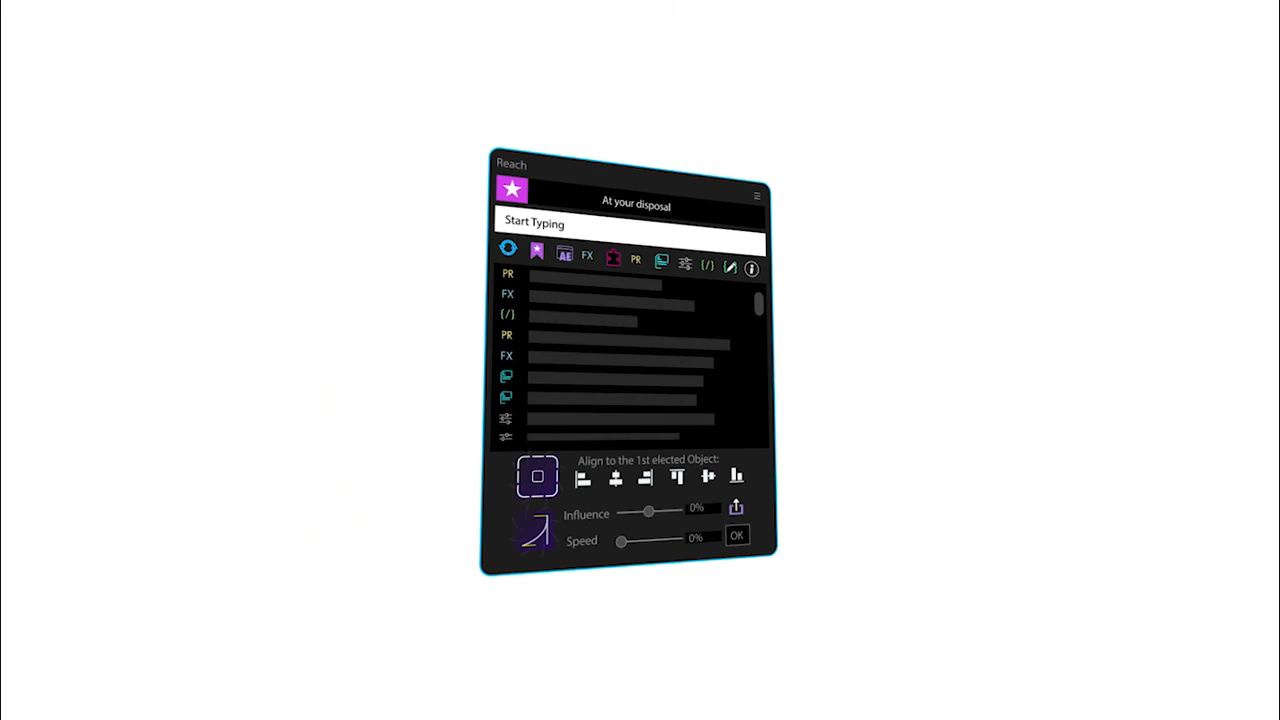 Reach
At your disposal
Start Typing
AE FX PR {/} i
PR
FX
{/}
PR
FX
Align to the 1st elected Object:
Influence 0%
Speed 0% OK